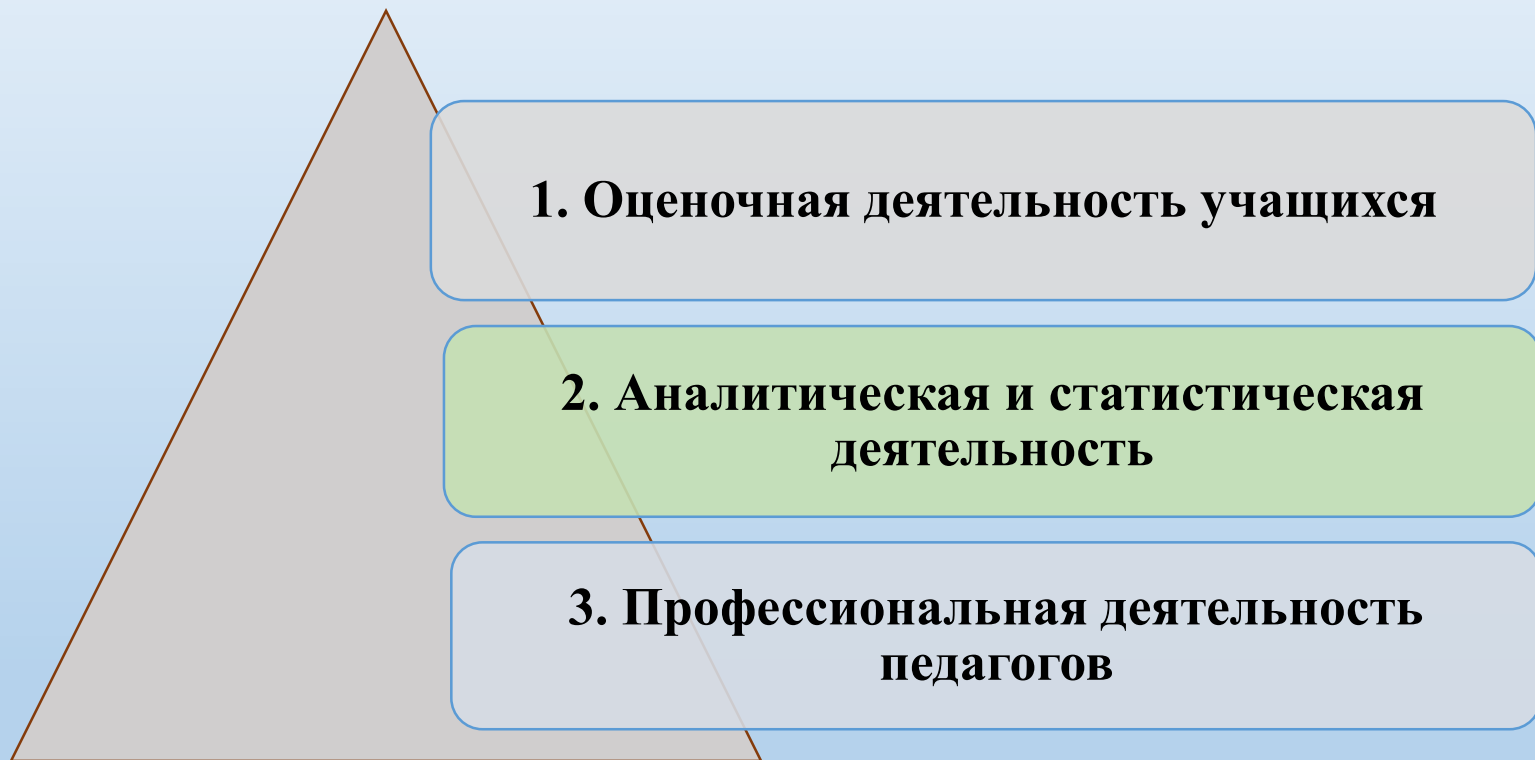 1. Оценочная деятельность учащихся
2. Аналитическая и статистическая
деятельность
3. Профессиональная деятельность
педагогов